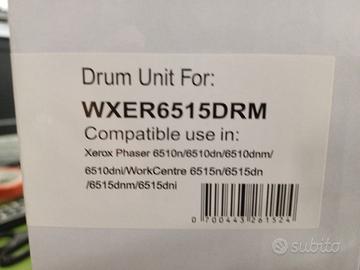 Drum Unit For:
WXER6515DRM
Compatible use in:
Xerox Phaser 6510n/6510dn/6510dnm/
6510dni/WorkCentre 6515n/6515dn
/6515dnm/6515dni
0 700443 261524
subito